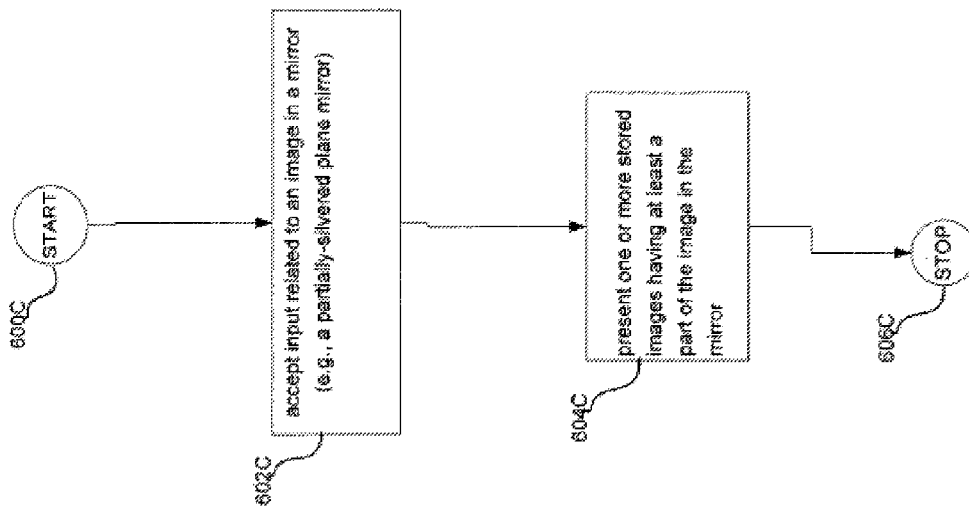 START
600C
accept input related to an image in a mirror
(e.g., a partially-silvered plane mirror)
602C
present one or more stored
images having at least a
part of the image in the
mirror
604C
STOP
606C